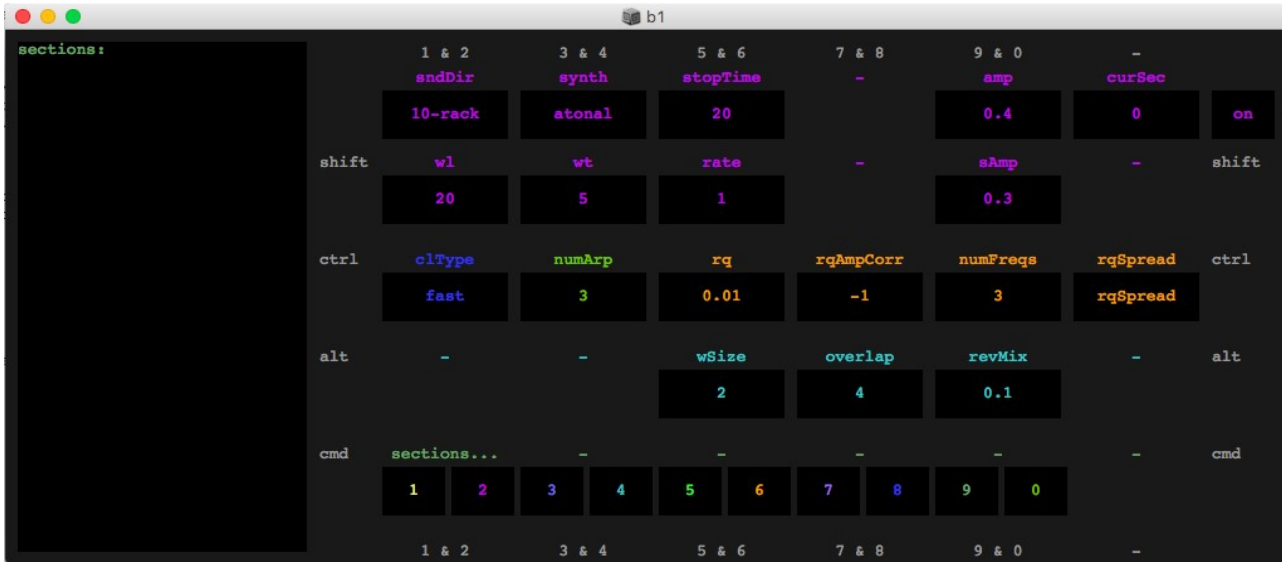 b1
sections:
1 & 2 3 & 4 5 & 6 7 & 8 9 & 0 -
sndDir synth stopTime - amp curSec
10-rack atonal 20 0.4 0 on
shift wl wt rate - sAmp - shift
20 5 1 0.3
ctrl clType numArp rq rqAmpCorr numFreqs rqSpread ctrl
fast 3 0.01 -1 3 rqSpread
alt - - wSize overlap revMix - alt
2 4 0.1
cmd sections... - - - - - cmd
1 2 3 4 5 6 7 8 9 0
1 & 2 3 & 4 5 & 6 7 & 8 9 & 0 -